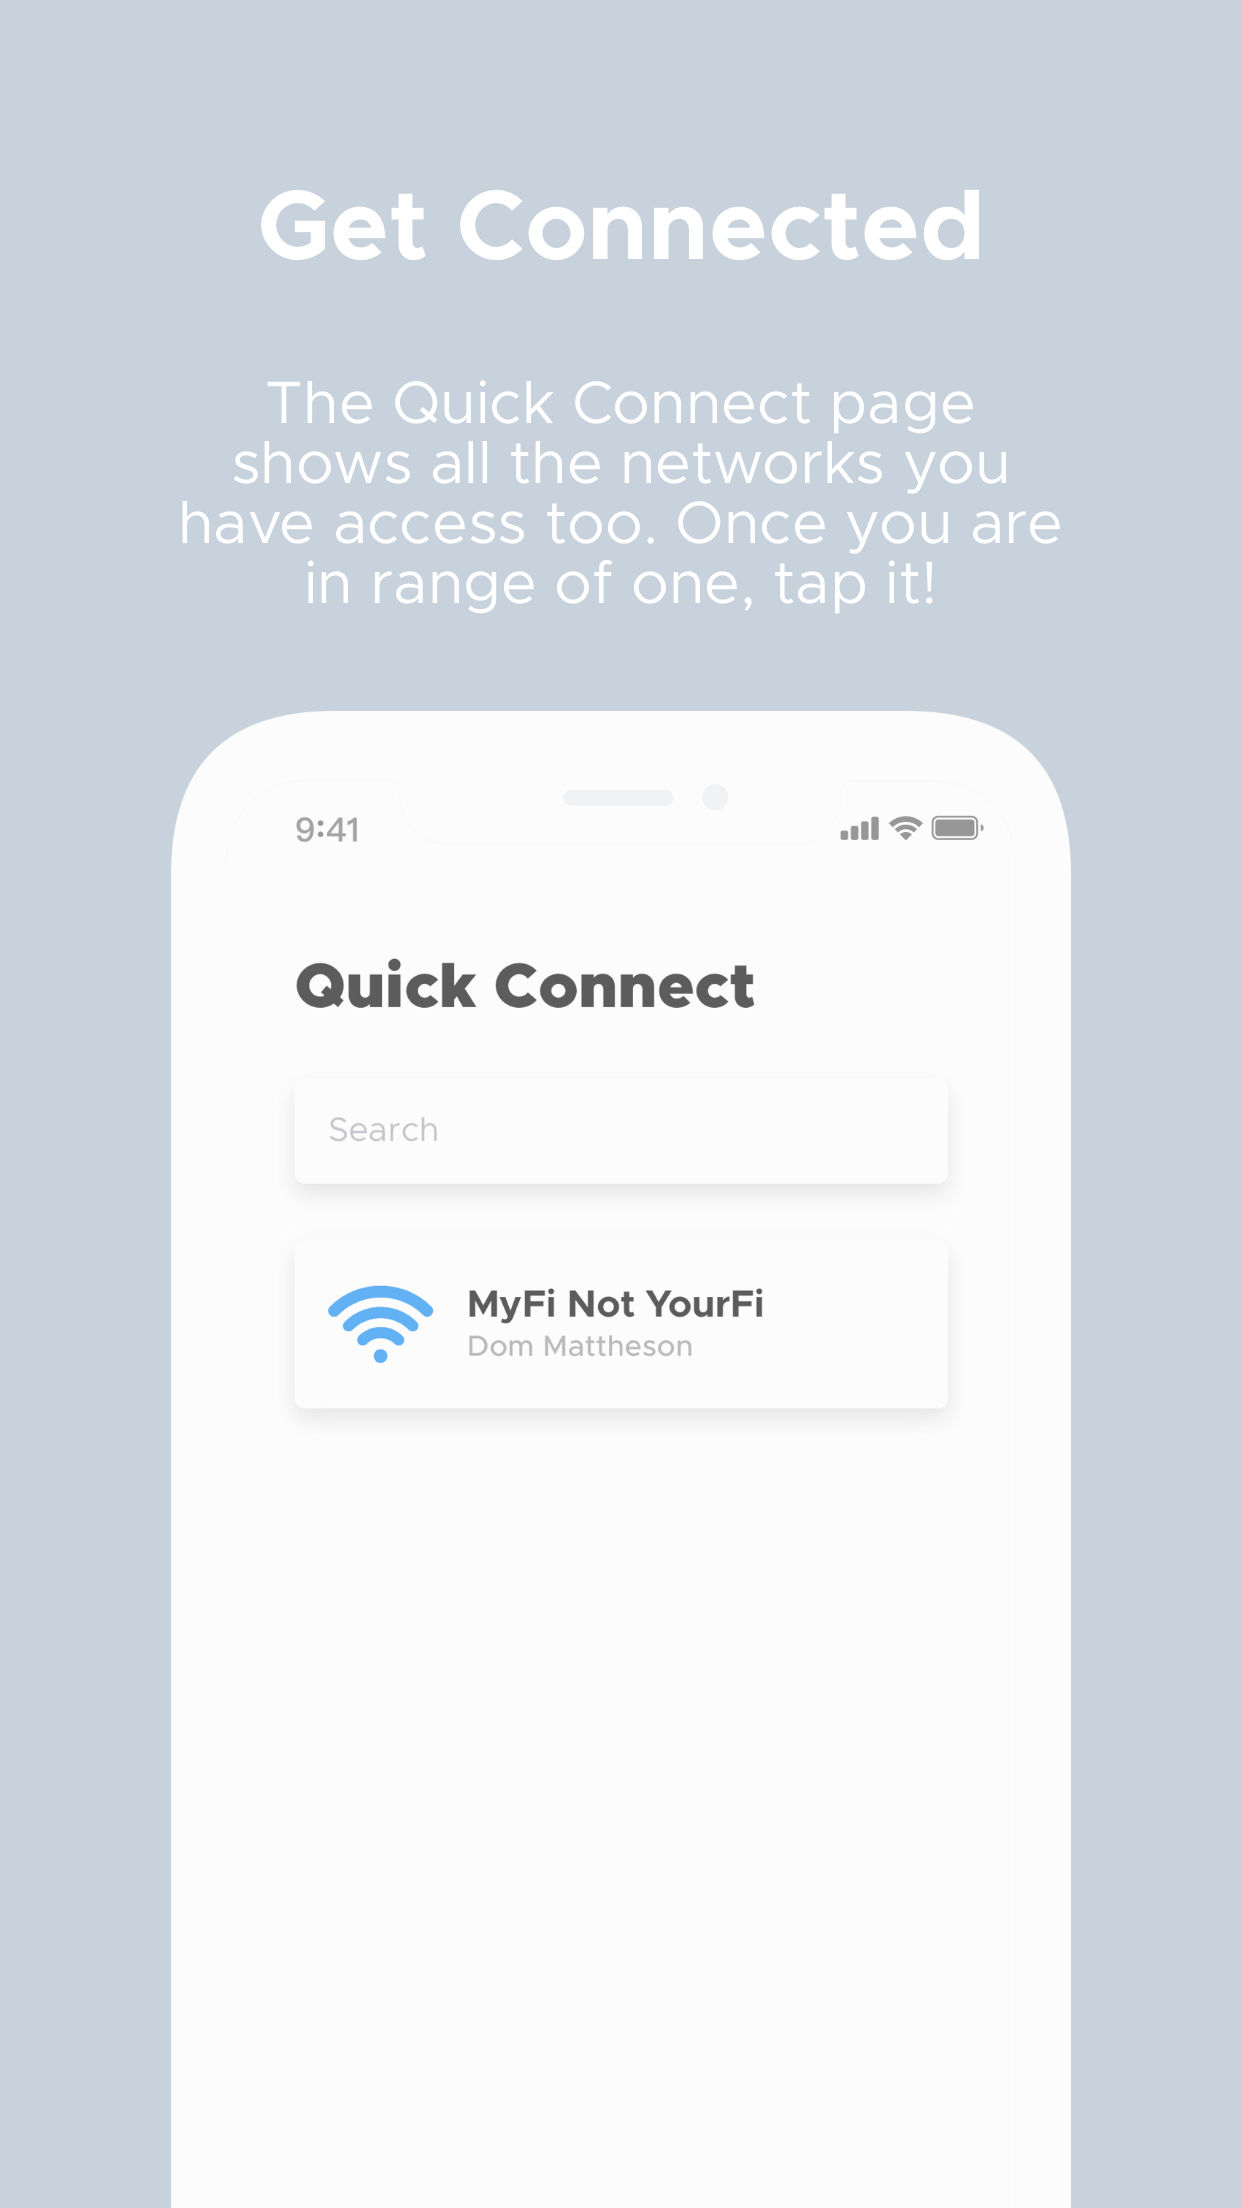 Get Connected
The Quick Connect page
shows all the networks you
have access too. Once you are
in range of one, tap it!
9:41
Quick Connect
Search
MyFi Not YourFi
Dom Mattheson